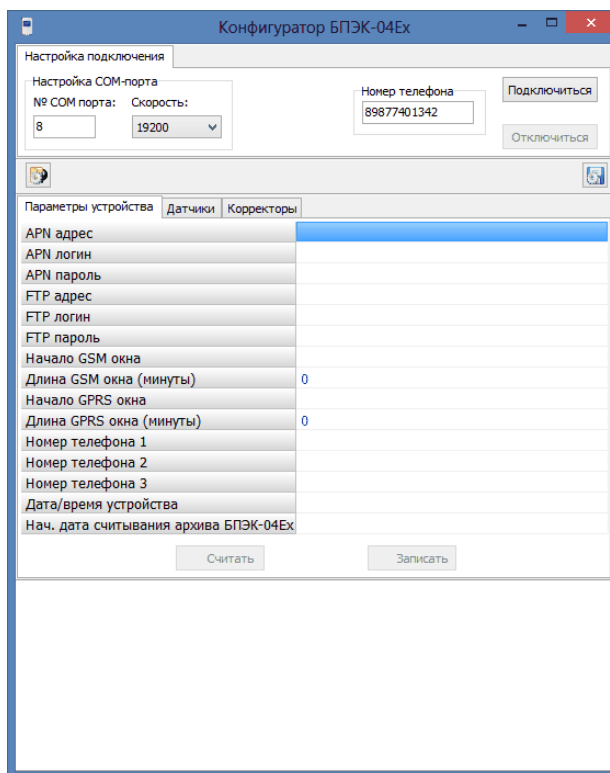 Конфигуратор БПЭК-04Ex
Настройка подключения
Настройка COM-порта
№ COM порта:
Скорость:
8
19200
Номер телефона
89877401342
Подключиться
Отключиться
Параметры устройства
Датчики
Корректоры
APN адрес
APN логин
APN пароль
FTP адрес
FTP логин
FTP пароль
Начало GSM окна
Длина GSM окна (минуты) 0
Начало GPRS окна
Длина GPRS окна (минуты) 0
Номер телефона 1
Номер телефона 2
Номер телефона 3
Дата/время устройства
Нач. дата считывания архива БПЭК-04Ex
Считать
Записать